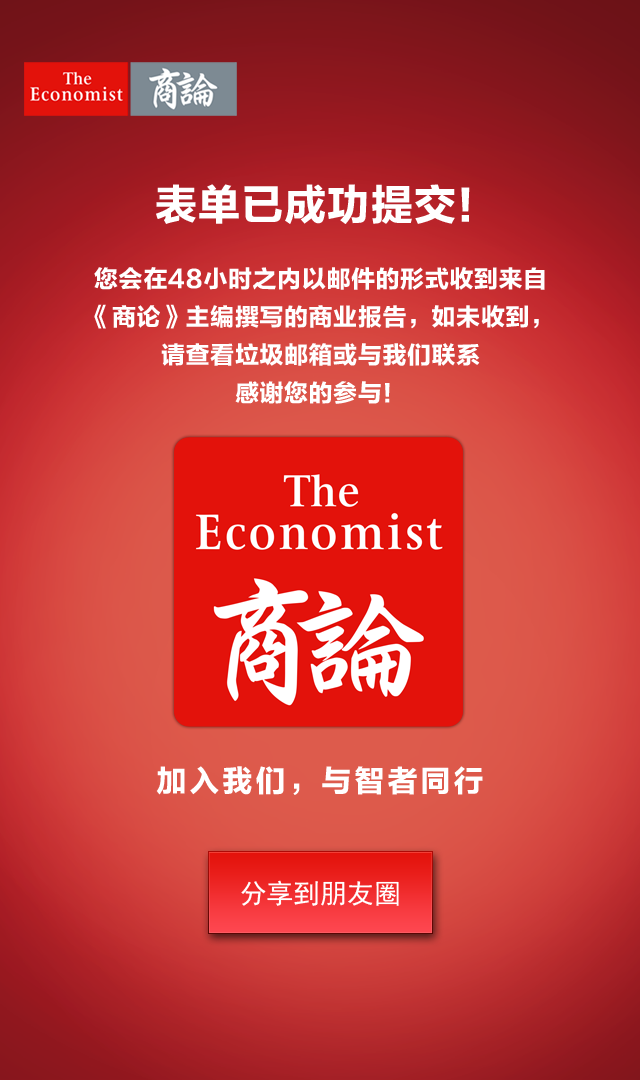 The
Economist
商論
表单已成功提交!
您会在48小时之内以邮件的形式收到来自
《商论》主编撰写的商业报告，如未收到，
请查看垃圾邮箱或与我们联系
感谢您的参与!
The
Economist
商論
加入我们，与智者同行
分享到朋友圈